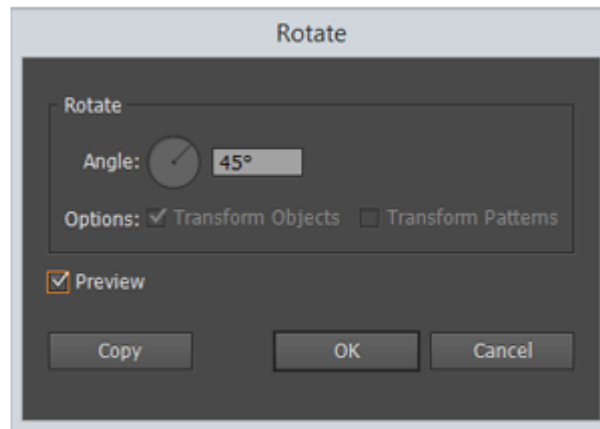 Rotate
Rotate
Angle: 45°
Options: Transform Objects Transform Patterns
Preview
Copy OK Cancel